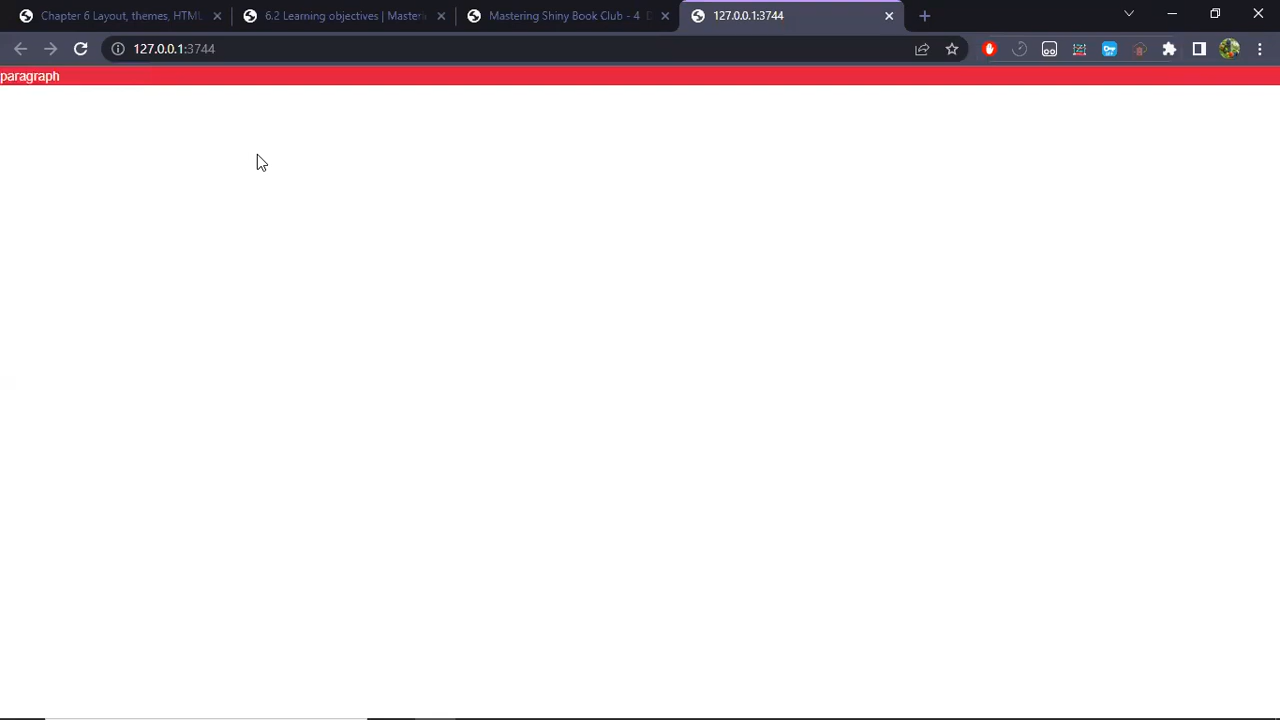 Chapter 6 Layout, themes, HTML
6.2 Learning objectives | Masteri
Mastering Shiny Book Club - 4
127.0.0.1:3744
127.0.0.1:3744
paragraph